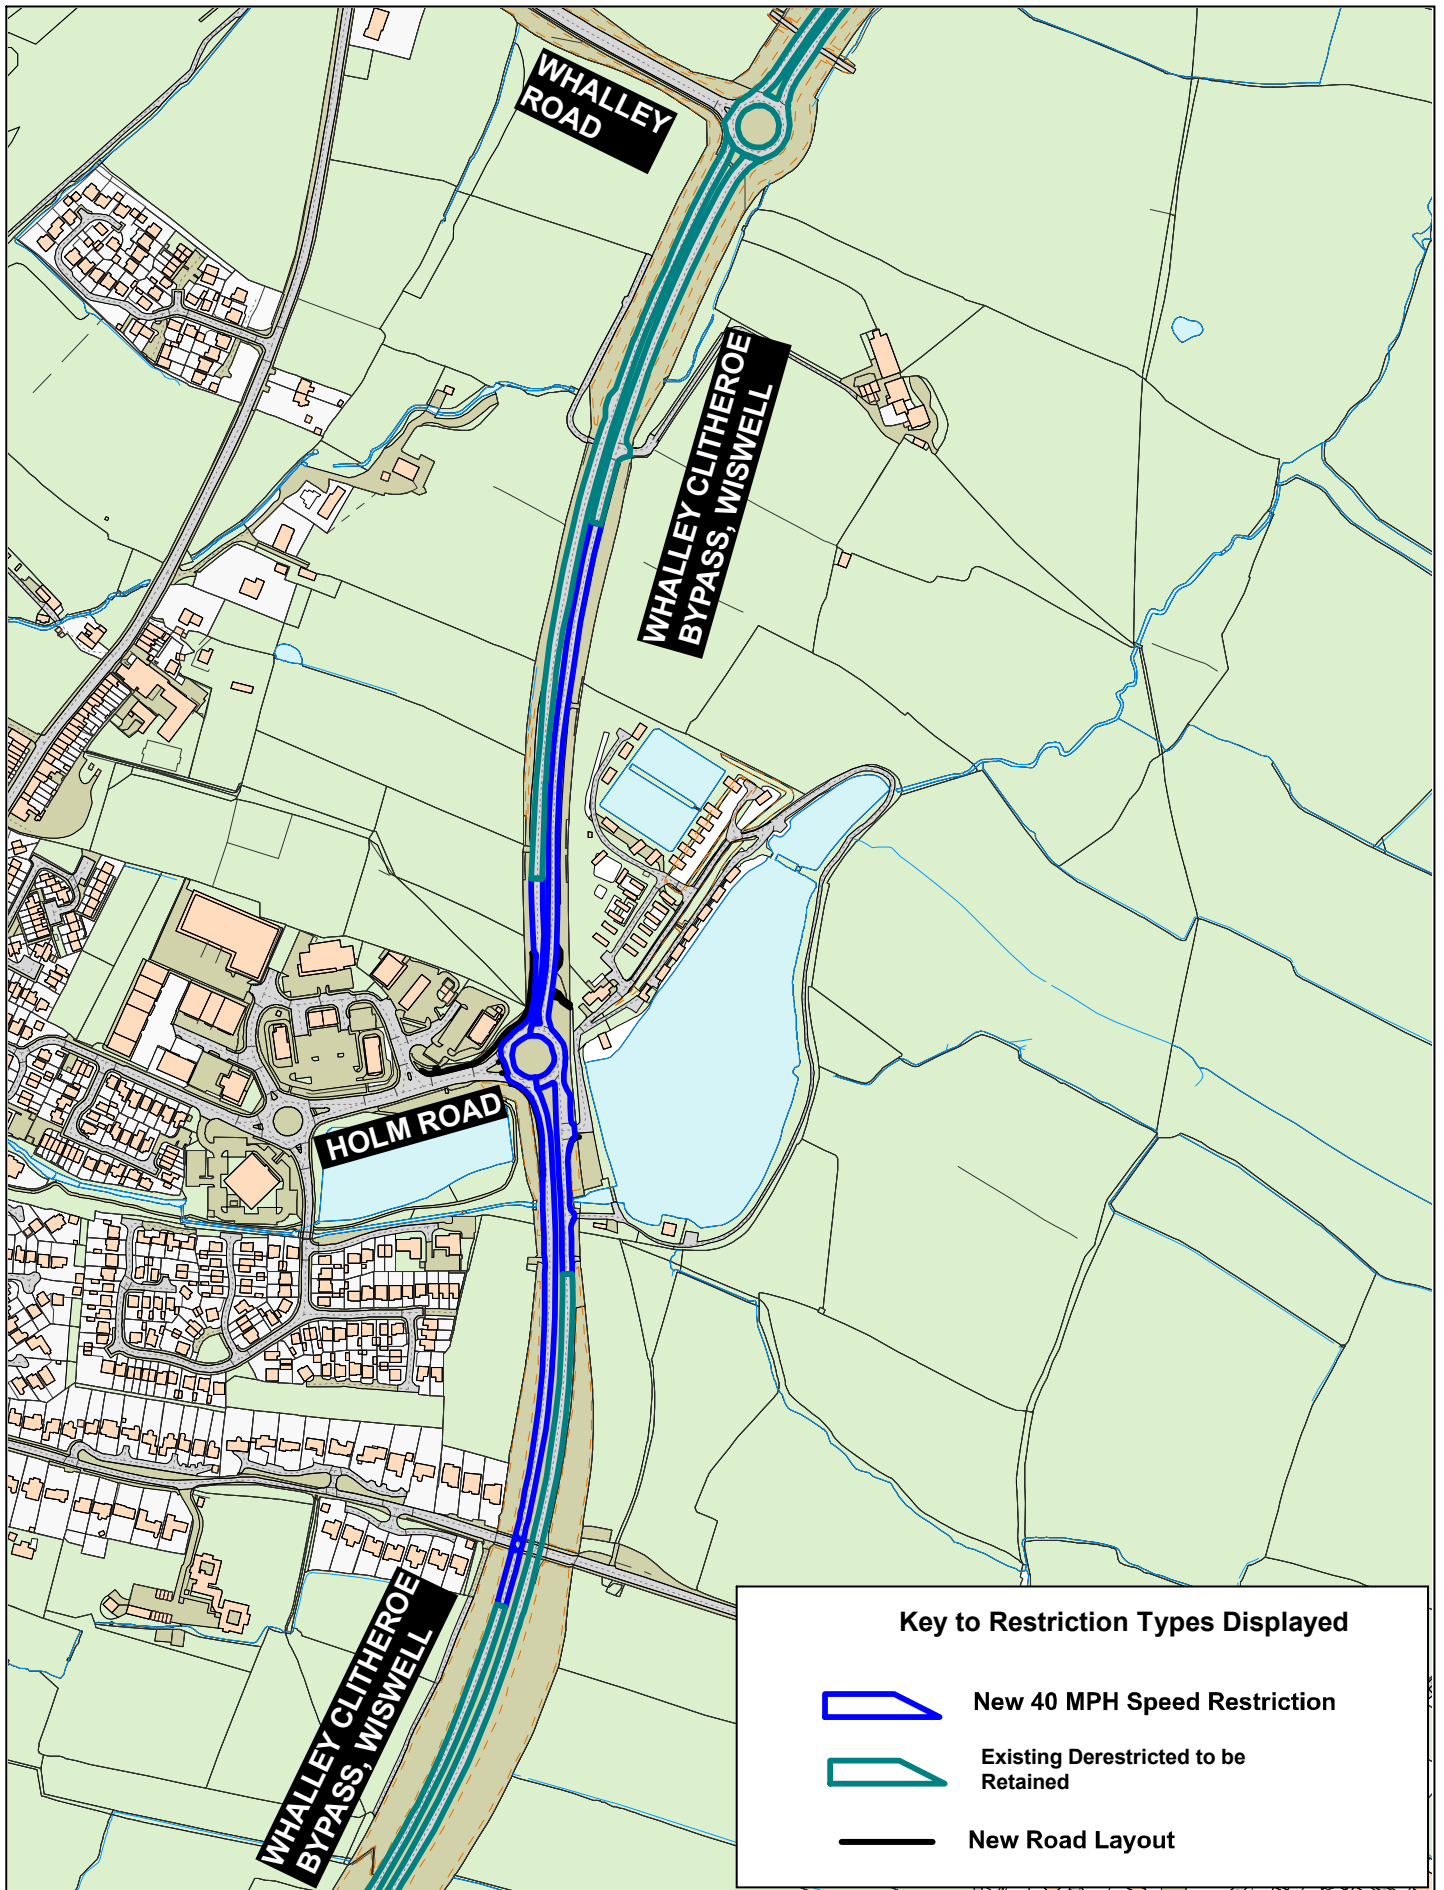 WHALLEY
ROAD
WHALLEY CLITHEROE
BYPASS, WISWELL
HOLM ROAD
WHALLEY CLITHEROE
BYPASS, WISWELL
Key to Restriction Types Displayed
New 40 MPH Speed Restriction
Existing Derestricted to be
Retained
New Road Layout